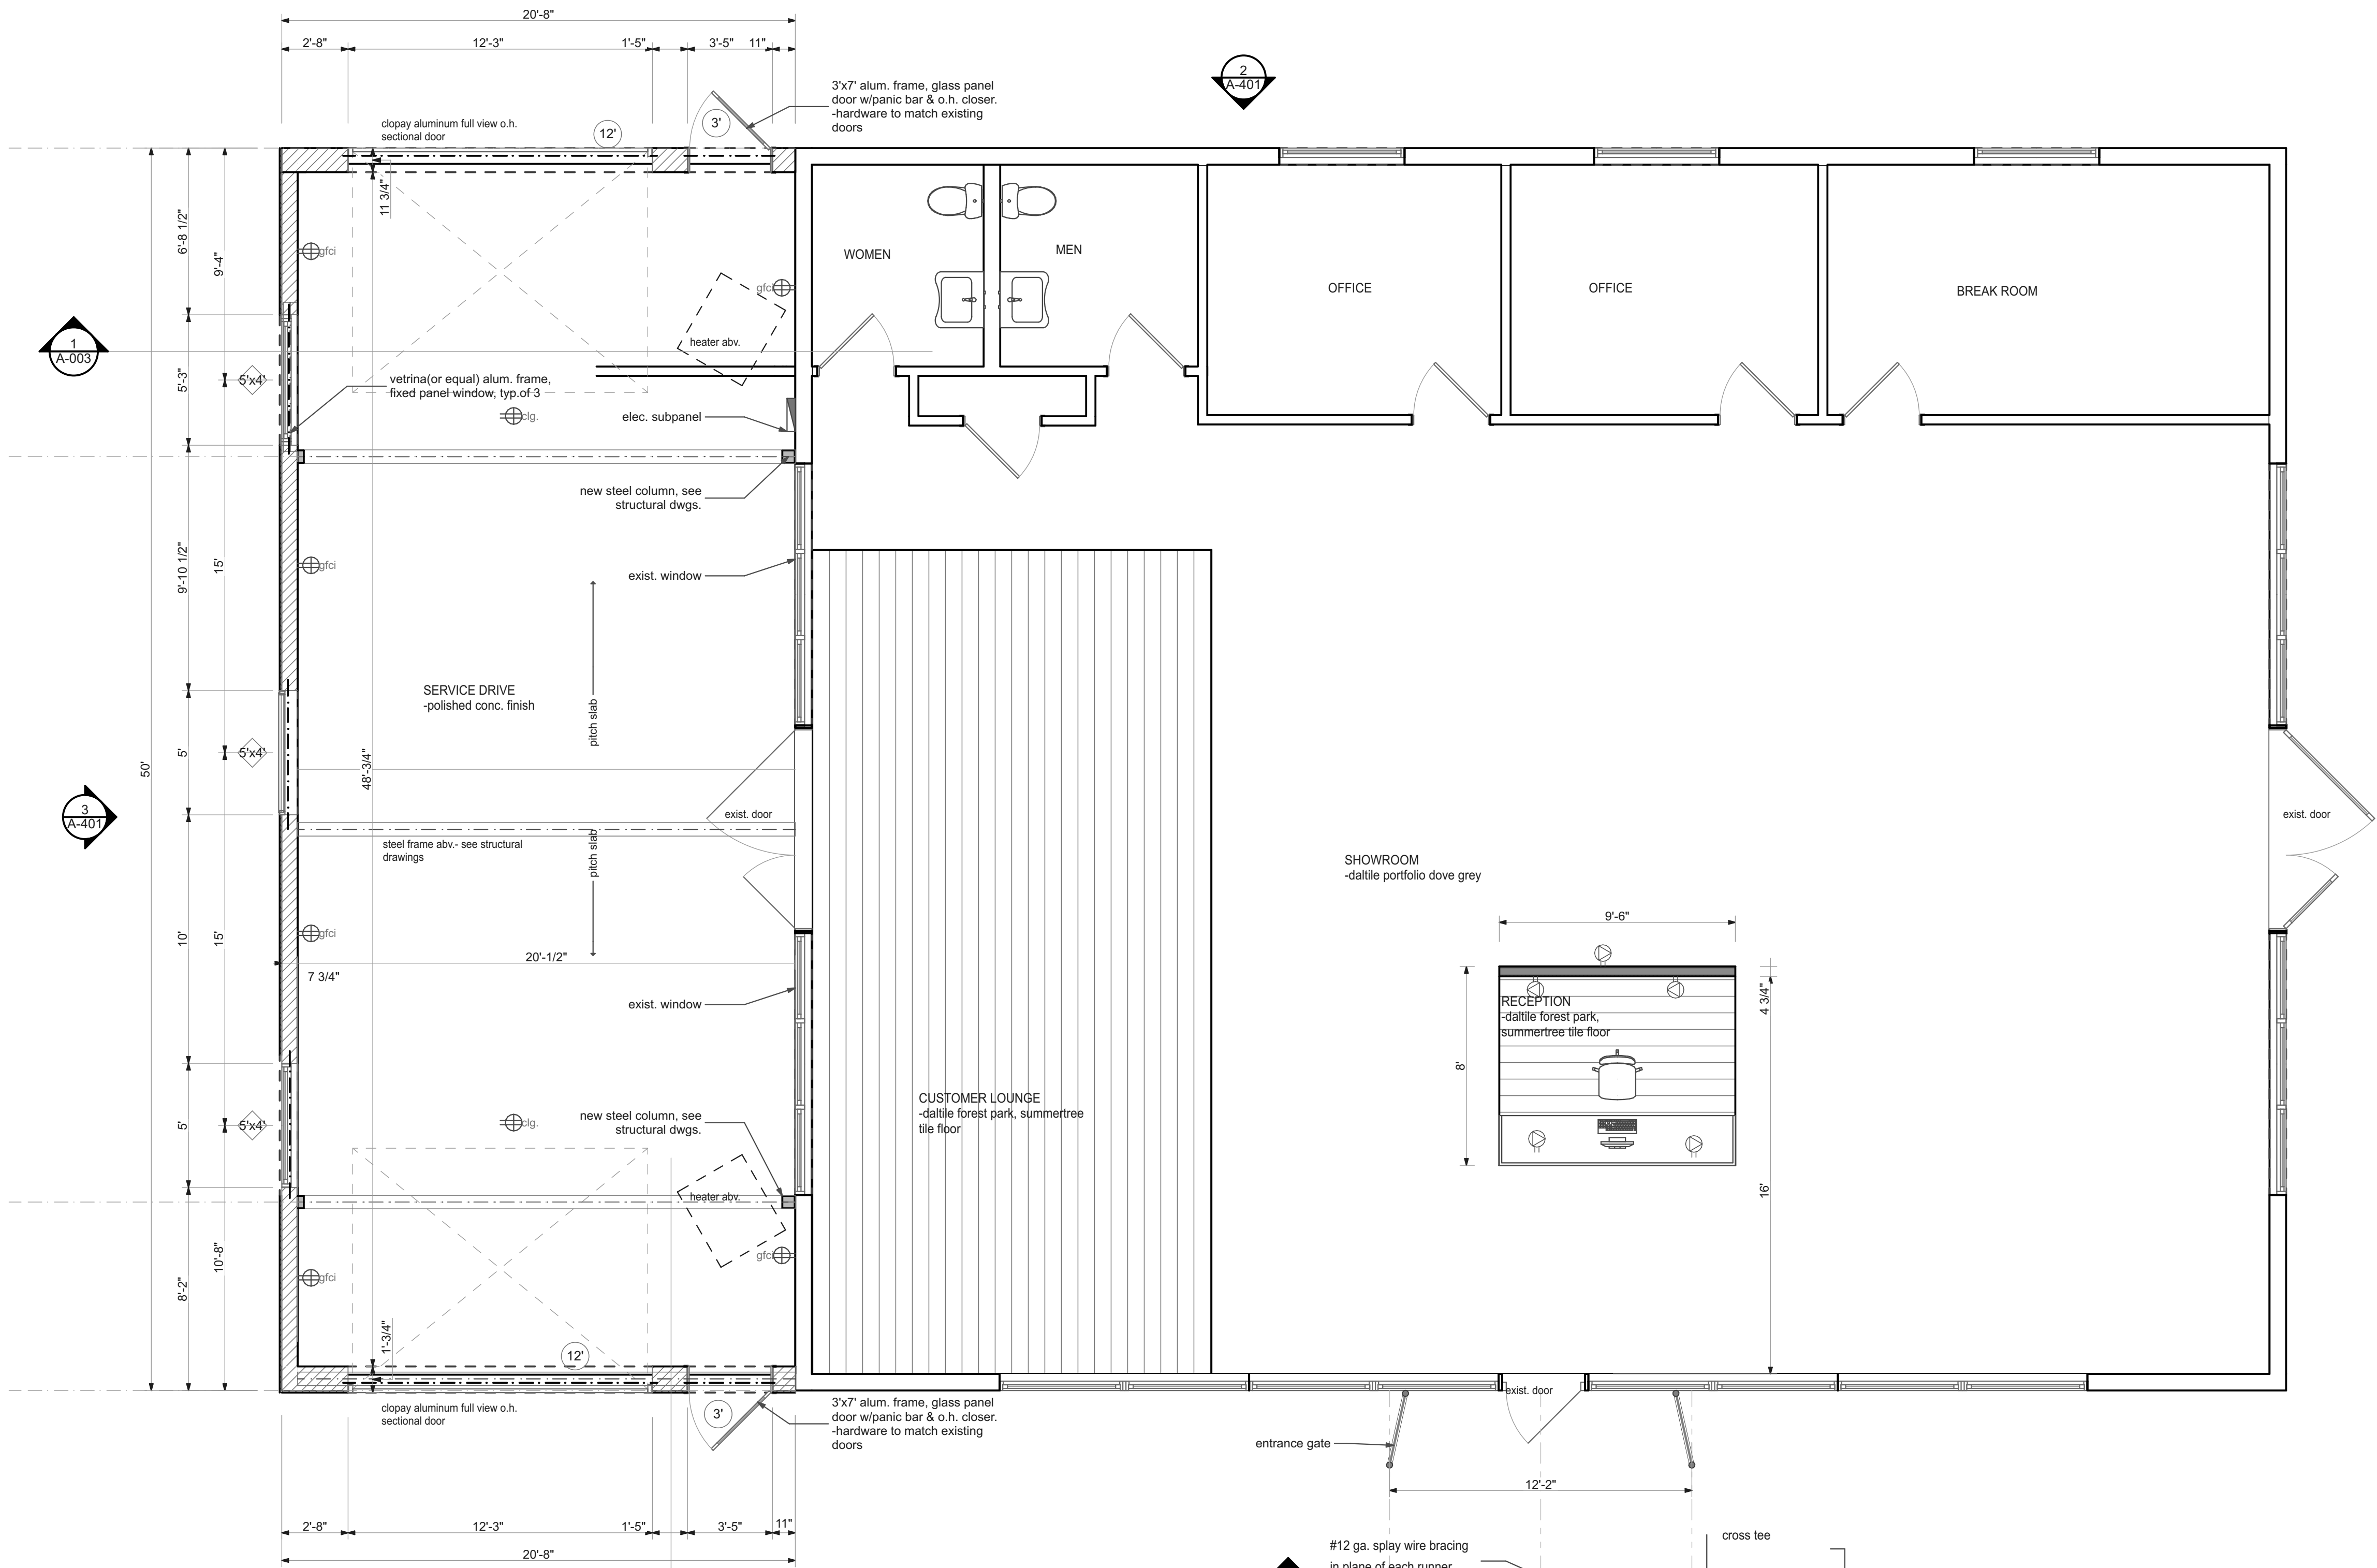 20'-8"
2'-8"
12'-3"
1'-5"
3'-5"
11"
2
A-401
3'x7' alum. frame, glass panel
door w/panic bar & o.h. closer.
-hardware to match existing
doors
clopay aluminum full view o.h.
sectional door
12'
3'
11 3/4"
6'-8 1/2"
9'-4"
gfci
gfci
WOMEN
MEN
OFFICE
OFFICE
BREAK ROOM
1
A-003
heater abv.
5'-3"
5'x4'
vetrina(or equal) alum. frame,
fixed panel window, typ.of 3
clg.
elec. subpanel
new steel column, see
structural dwgs.
9'-10 1/2"
15'
gfci
exist. window
SERVICE DRIVE
-polished conc. finish
pitch slab
50'
5'
5'x4'
48'-3/4"
3
A-401
exist. door
exist. door
steel frame abv.- see structural
drawings
pitch slab
SHOWROOM
-daltile portfolio dove grey
10'
15'
gfci
9'-6"
20'-1/2"
7 3/4"
exist. window
RECEPTION
-daltile forest park,
summertree tile floor
4 3/4"
8'
CUSTOMER LOUNGE
-daltile forest park, summertree
tile floor
5'
5'x4'
clg.
new steel column, see
structural dwgs.
heater abv.
16'
gfci
gfci
10'-8"
8'-2"
1'-3/4"
12'
clopay aluminum full view o.h.
sectional door
3'
3'x7' alum. frame, glass panel
door w/panic bar & o.h. closer.
-hardware to match existing
doors
exist. door
entrance gate
12'-2"
2'-8"
12'-3"
1'-5"
3'-5"
11"
20'-8"
#12 ga. splay wire bracing
in plane of each runner
cross tee